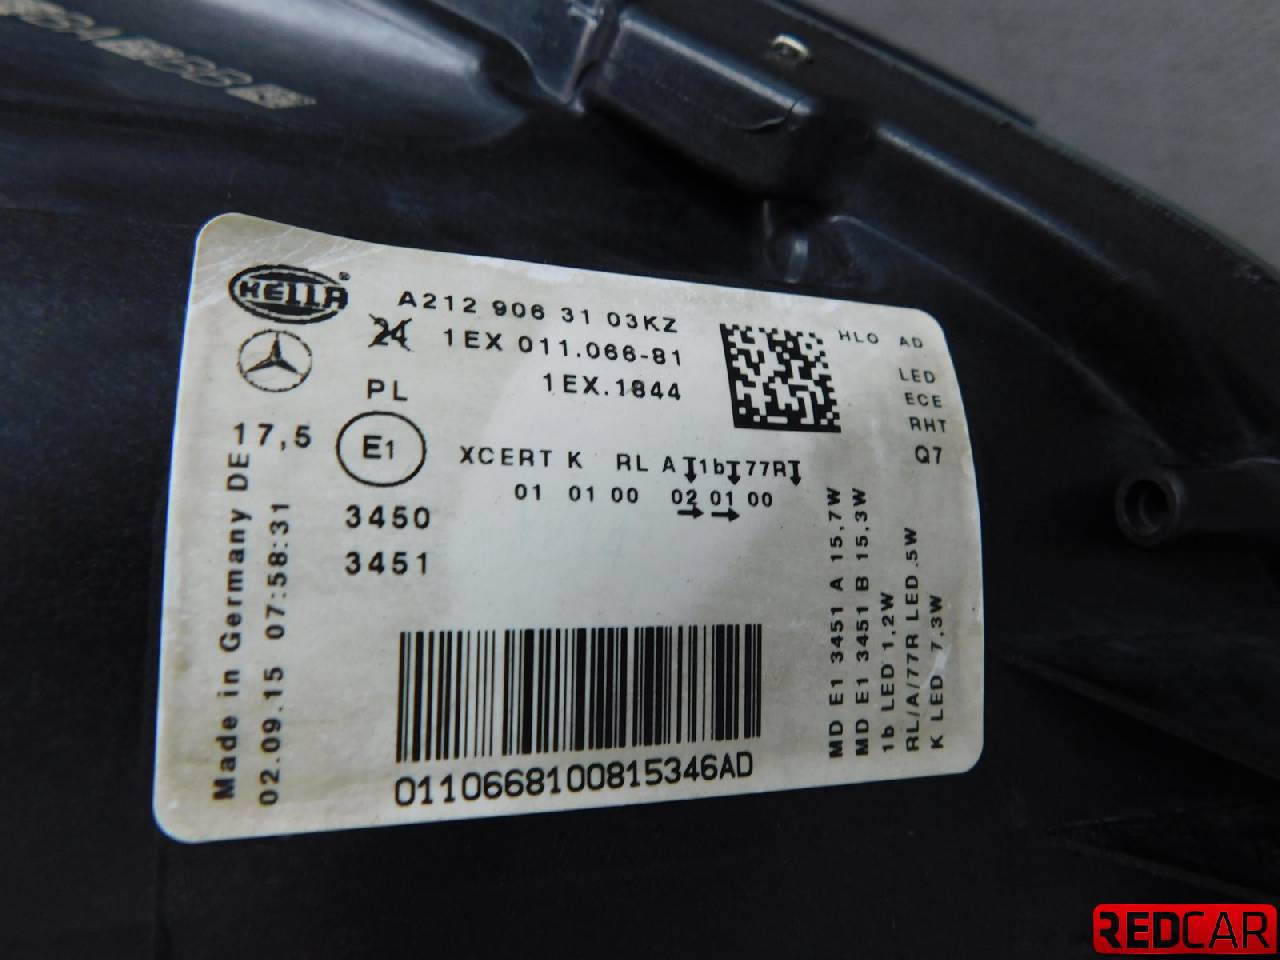 HELLA ®
A212 906 31 03KZ
24 1EX 011.066-81
PL 1EX.1844
17,5 E1
XCERT K RL A 1b 77R
01 01 00 02 01 00
3450
3451
HLO AD
LED
ECE
RHT
Q7
Made in Germany DE
02.09.15 07:58:31
MD E1 3451 A 15,7W
MD E1 3451 B 15,3W
1b LED 1,2W
RL/A/77R LED .5W
K LED 7,3W
0110668100815346AD
REDCAR